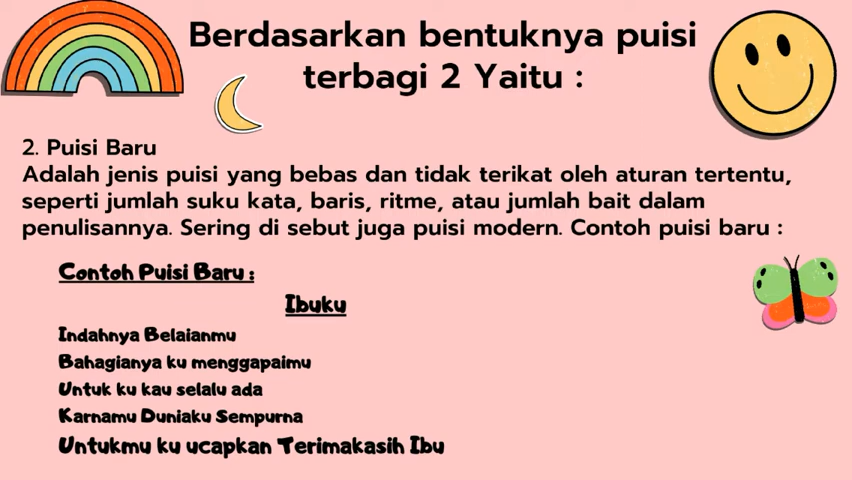 Berdasarkan bentuknya puisi
terbagi 2 Yaitu :
2. Puisi Baru
Adalah jenis puisi yang bebas dan tidak terikat oleh aturan tertentu,
seperti jumlah suku kata, baris, ritme, atau jumlah bait dalam
penulisannya. Sering di sebut juga puisi modern. Contoh puisi baru :
Contoh Puisi Baru :
Ibuku
Indahnya Belaianmu
Bahagianya ku menggapaimu
Untuk ku kau selalu ada
Karnamu Duniaku Sempurna
Untukmu ku ucapkan Terimakasih Ibu